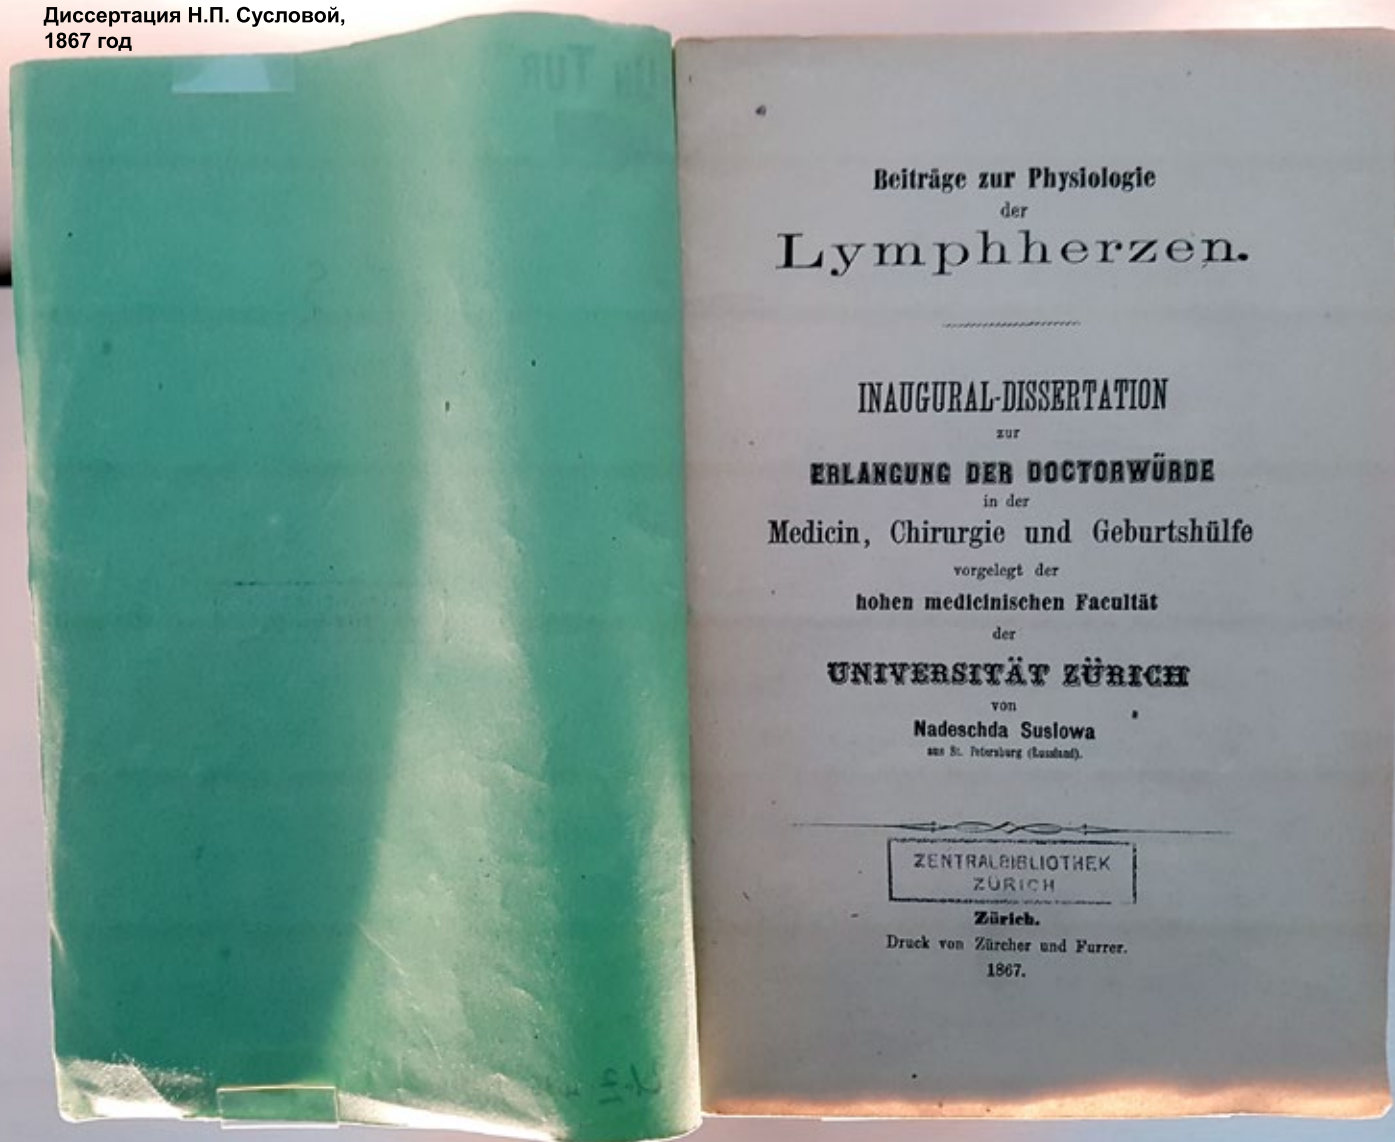 Диссертация Н.П. Сусловой,
1867 год
Beiträge zur Physiologie
der
Lymphherzen.
INAUGURAL-DISSERTATION
zur
ERLANGUNG DER DOCTORWÜRDE
in der
Medicin, Chirurgie und Geburtshülfe
vorgelegt der
hohen medicinischen Facultät
der
UNIVERSITÄT ZÜRICH
von
Nadeschda Suslowa
aus St. Petersburg (Russland).
ZENTRALBIBLIOTHEK
ZÜRICH
Zürich.
Druck von Zürcher und Furrer.
1867.